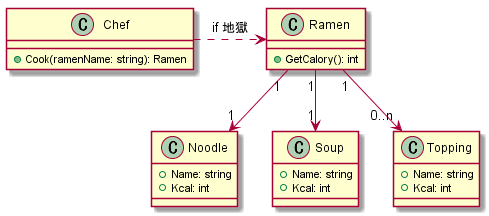 C Chef
Cook(ramenName: string): Ramen
if 地獄
C Ramen
GetCalory(): int
1 1 1
1 1 0..n
C Noodle
Name: string
Kcal: int
C Soup
Name: string
Kcal: int
C Topping
Name: string
Kcal: int